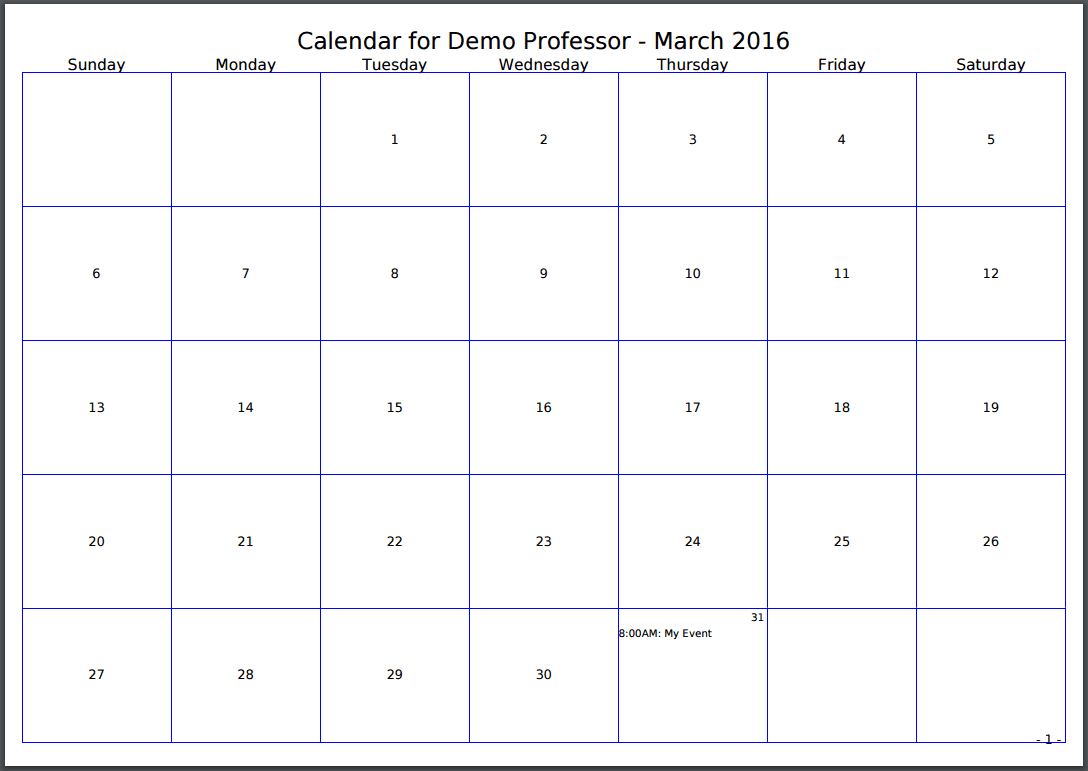 Calendar for Demo Professor - March 2016
Sunday Monday Tuesday Wednesday Thursday Friday Saturday
1 2 3 4 5
6 7 8 9 10 11 12
13 14 15 16 17 18 19
20 21 22 23 24 25 26
31
8:00AM: My Event
27 28 29 30
- 1 -